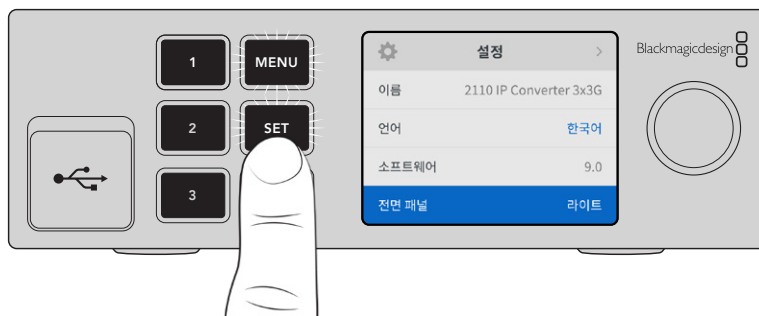 1
MENU
2
SET
3
설정
이름 2110 IP Converter 3x3G
언어 한국어
소프트웨어 9.0
전면 패널 라이트
Blackmagicdesign